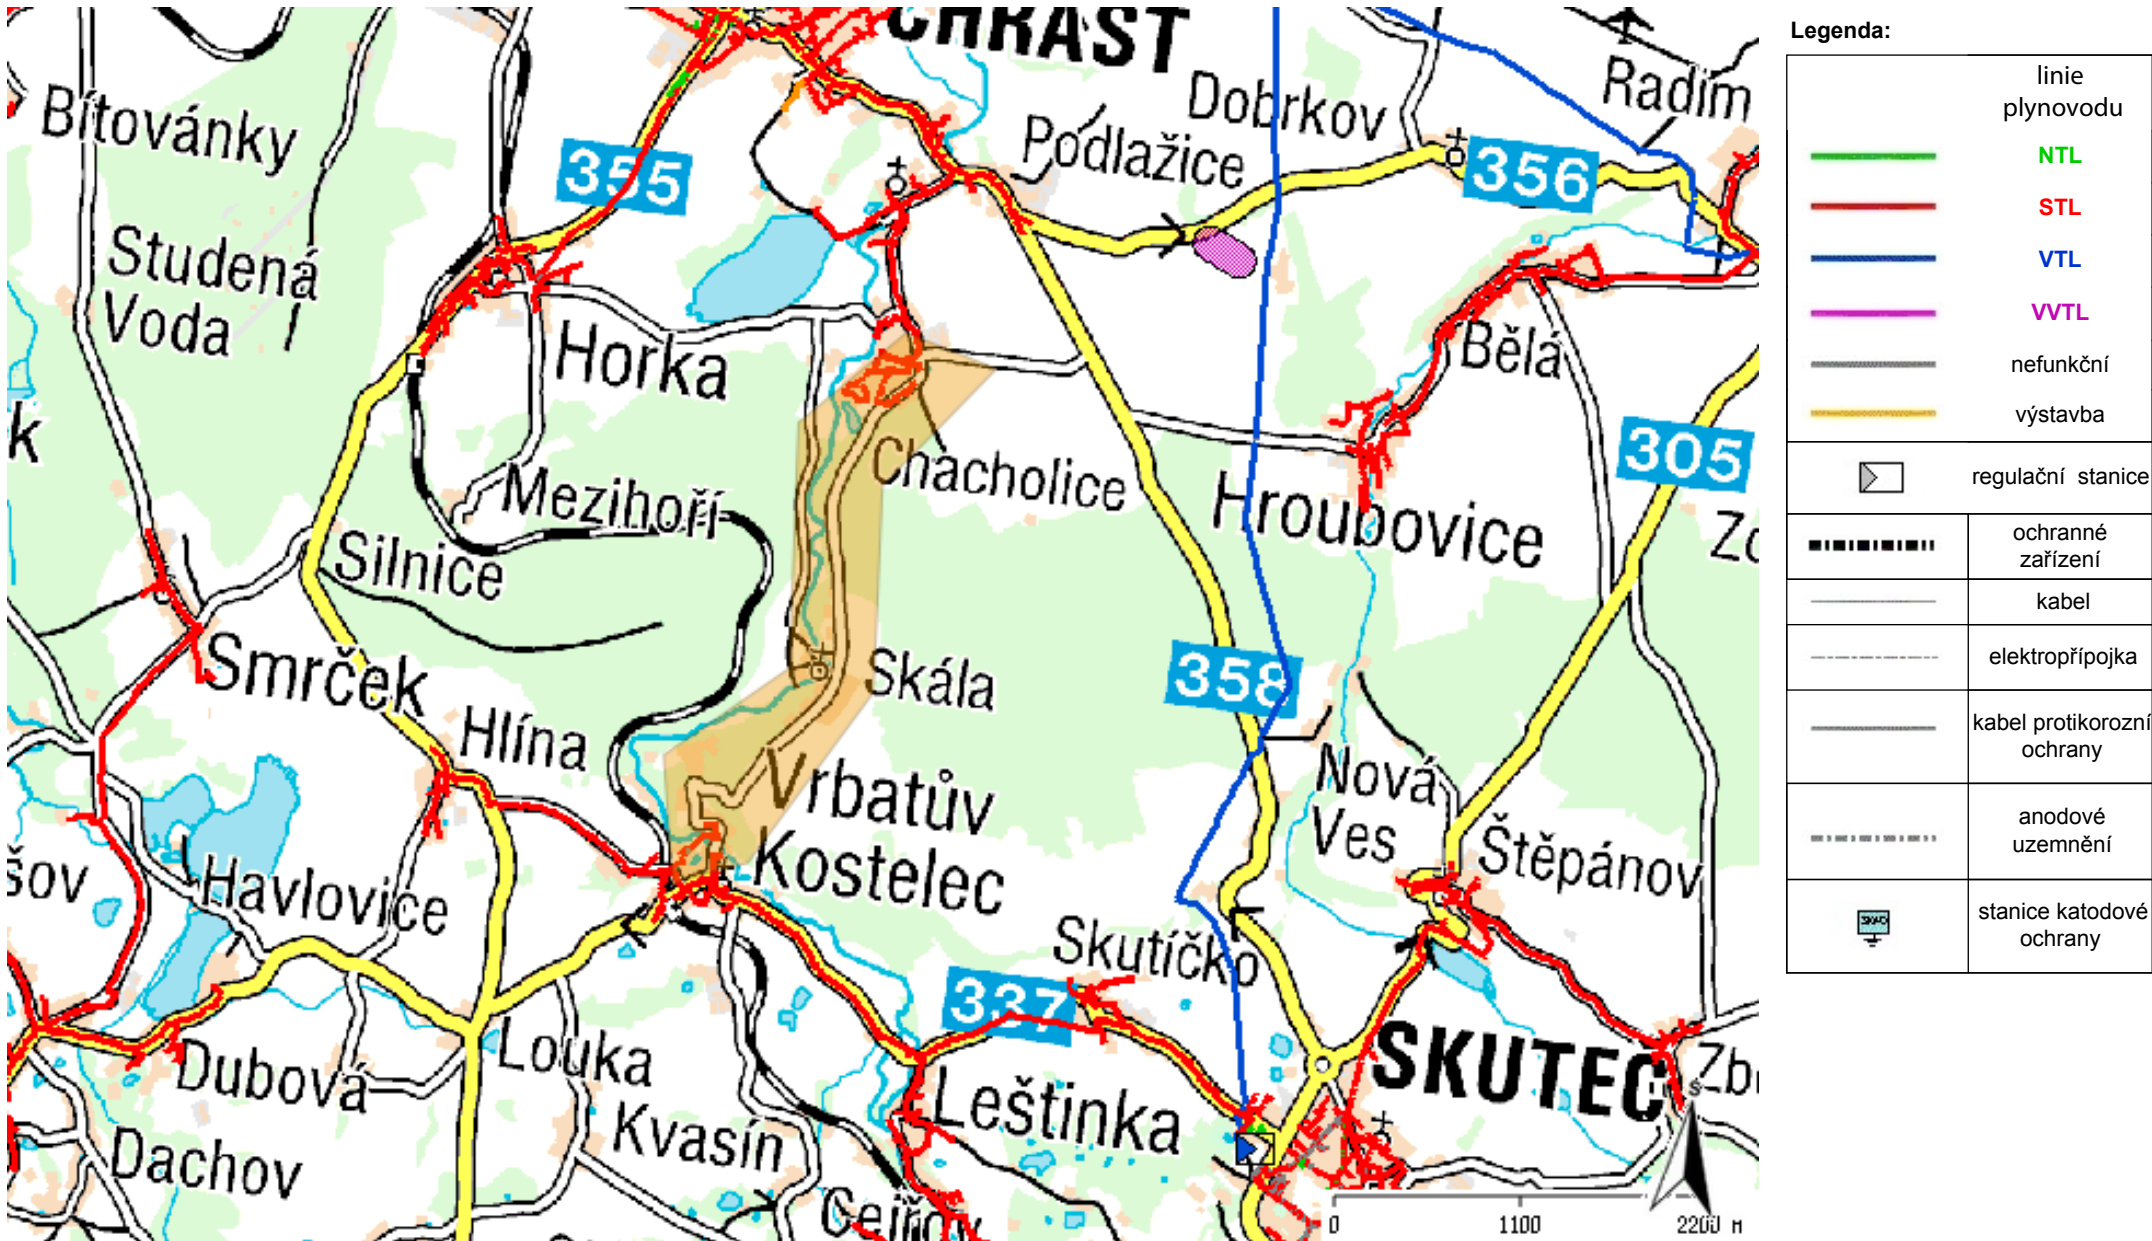 CHRAST
Dobrkov
Radim
Bítovánky
Podlažice
355
356
Studená
Voda
Horka
Bělá
k
Chacholice
305
Mezihoří
Hroubovice
Silnice
Smrček
Skála
358
Hlína
Nová
Ves
Vrbatův
Kostelec
Štěpánov
šov
Havlovice
Skutíčko
337
Louka
SKUTEČ
Dubová
Leštinka
Kvasín
Dachov
0
1100
2200 m
Legenda:
linie
plynovodu
NTL
STL
VTL
VVTL
nefunkční
výstavba
regulační stanice
ochranné
zařízení
kabel
elektropřípojka
kabel protikorozní
ochrany
anodové
uzemnění
stanice katodové
ochrany